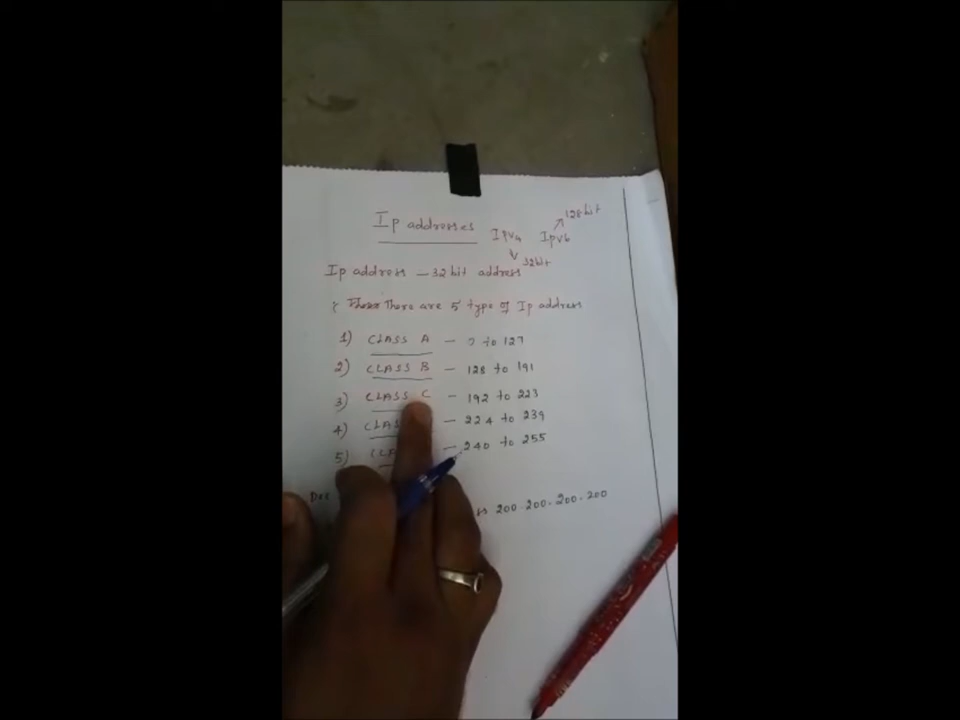 Ip addresses
Ipv4 Ipv6
128 bit
32 bit
Ip address — 32 bit address
There are 5 type of Ip address
1) CLASS A — 0 to 127
2) CLASS B — 128 to 191
3) CLASS C — 192 to 223
4) CLAS — 224 to 239
5) CLA — 240 to 255
200.200.200.200